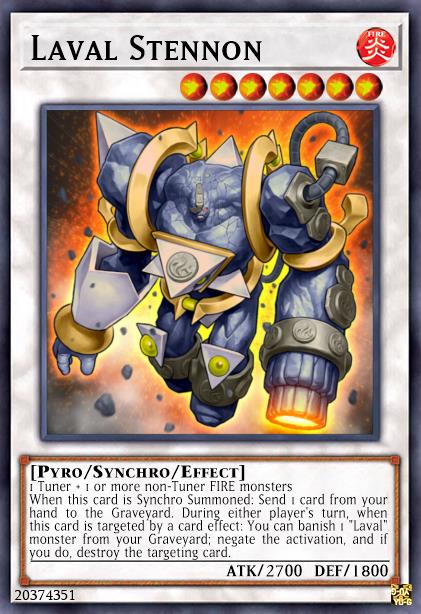 LAVAL STENNON
FIRE
炎
[PYRO/SYNCHRO/EFFECT]
1 Tuner + 1 or more non-Tuner FIRE monsters
When this card is Synchro Summoned: Send 1 card from your
hand to the Graveyard. During either player's turn, when
this card is targeted by a card effect: You can banish 1 "Laval"
monster from your Graveyard; negate the activation, and if
you do, destroy the targeting card.
ATK/2700 DEF/1800
20374351